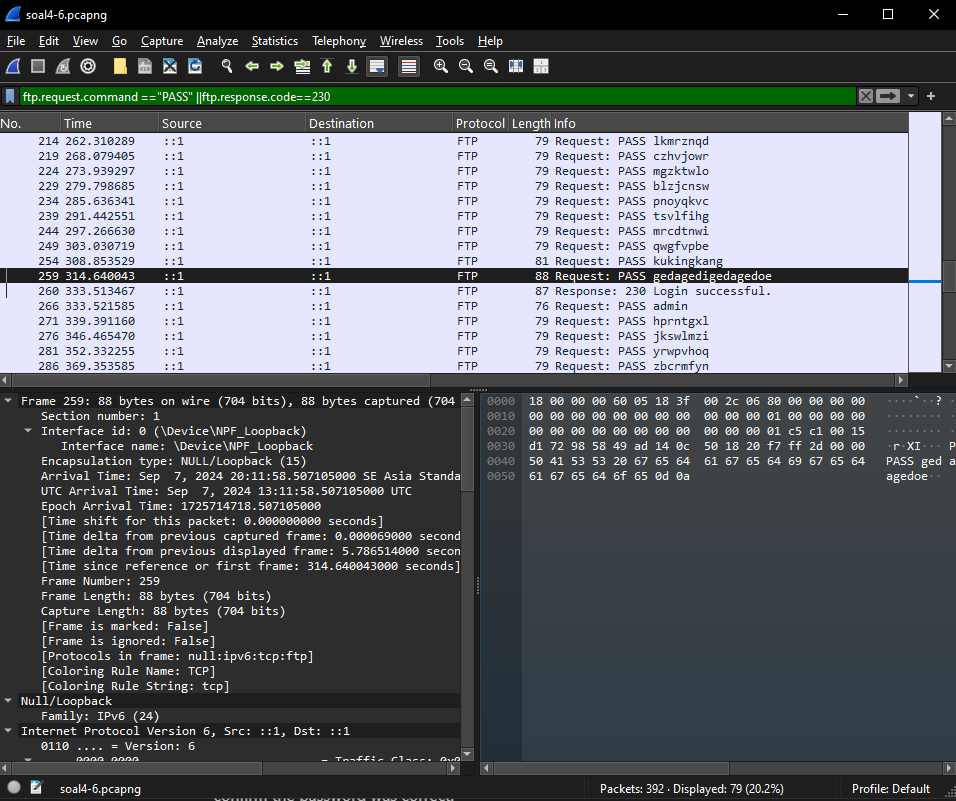 soal4-6.pcapng
File Edit View Go Capture Analyze Statistics Telephony Wireless Tools Help
ftp.request.command =="PASS" ||ftp.response.code==230
No. Time Source Destination Protocol Length Info
214 262.310289 ::1 ::1 FTP 79 Request: PASS lkmrznqd
219 268.079405 ::1 ::1 FTP 79 Request: PASS czhvjowr
224 273.939297 ::1 ::1 FTP 79 Request: PASS mgzktwlo
229 279.798685 ::1 ::1 FTP 79 Request: PASS blzjcnsw
234 285.636341 ::1 ::1 FTP 79 Request: PASS pnoyqkvc
239 291.442551 ::1 ::1 FTP 79 Request: PASS tsvlfihg
244 297.266630 ::1 ::1 FTP 79 Request: PASS mrcdtnwi
249 303.030719 ::1 ::1 FTP 79 Request: PASS qwgfvpbe
254 308.853529 ::1 ::1 FTP 81 Request: PASS kukingkang
259 314.640043 ::1 ::1 FTP 88 Request: PASS gedagedigedagedoe
260 333.513467 ::1 ::1 FTP 87 Response: 230 Login successful.
266 333.521585 ::1 ::1 FTP 76 Request: PASS admin
271 339.391160 ::1 ::1 FTP 79 Request: PASS hprntgxl
276 346.465470 ::1 ::1 FTP 79 Request: PASS jkswlmzi
281 352.332255 ::1 ::1 FTP 79 Request: PASS yrwpvhoq
286 369.353585 ::1 ::1 FTP 79 Request: PASS zbcrmfyn
Frame 259: 88 bytes on wire (704 bits), 88 bytes captured (704
Section number: 1
Interface id: 0 (\Device\NPF_Loopback)
Interface name: \Device\NPF_Loopback
Encapsulation type: NULL/Loopback (15)
Arrival Time: Sep 7, 2024 20:11:58.507105000 SE Asia Standa
UTC Arrival Time: Sep 7, 2024 13:11:58.507105000 UTC
Epoch Arrival Time: 1725714718.507105000
[Time shift for this packet: 0.000000000 seconds]
[Time delta from previous captured frame: 0.000069000 second
[Time delta from previous displayed frame: 5.786514000 secon
[Time since reference or first frame: 314.640043000 seconds]
Frame Number: 259
Frame Length: 88 bytes (704 bits)
Capture Length: 88 bytes (704 bits)
[Frame is marked: False]
[Frame is ignored: False]
[Protocols in frame: null:ipv6:tcp:ftp]
[Coloring Rule Name: TCP]
[Coloring Rule String: tcp]
Null/Loopback
Family: IPv6 (24)
Internet Protocol Version 6, Src: ::1, Dst: ::1
0110 .... = Version: 6
0000 18 00 00 00 60 05 18 3f 00 2c 06 80 00 00 00 00 ····`··?
0010 00 00 00 00 00 00 00 00 00 00 00 01 00 00 00 00 ········
0020 00 00 00 00 00 00 00 00 00 00 00 01 c5 c1 00 15 ········
0030 d1 72 98 58 49 ad 14 0c 50 18 20 f7 ff 2d 00 00 ·r·XI··· P
0040 50 41 53 53 20 67 65 64 61 67 65 64 69 67 65 64 PASS ged
0050 61 67 65 64 6f 65 0d 0a agedoe··
soal4-6.pcapng Packets: 392 · Displayed: 79 (20.2%) Profile: Default